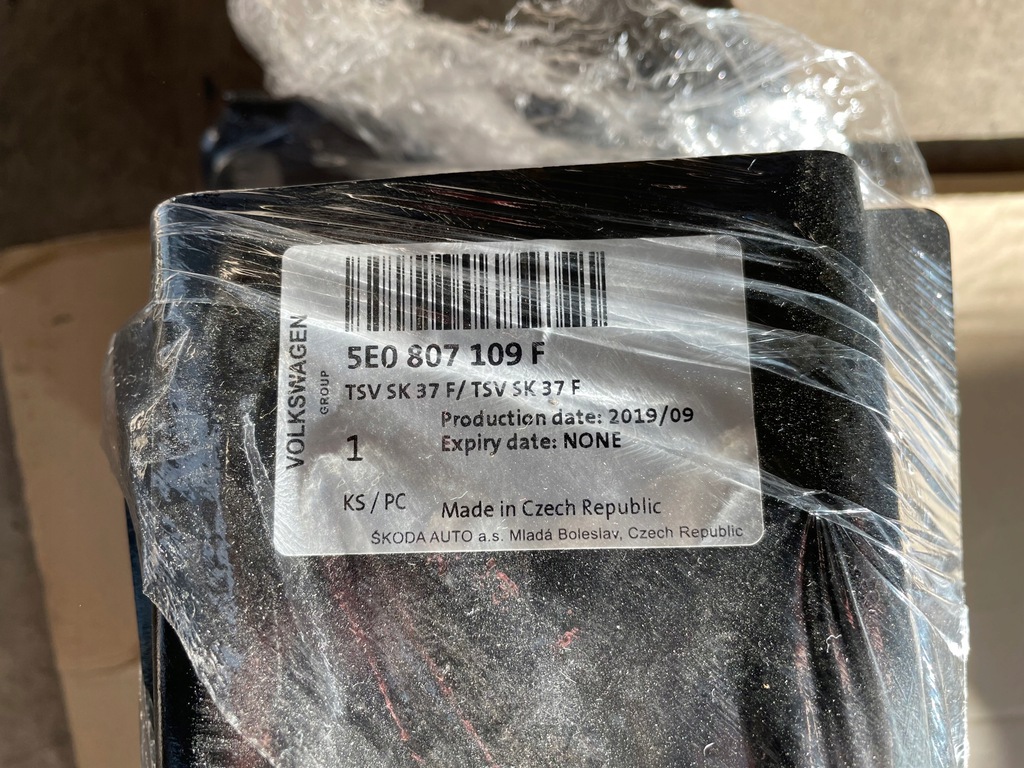 VOLKSWAGEN
GROUP
5E0 807 109 F
TSV SK 37 F/ TSV SK 37 F
Production date: 2019/09
Expiry date: NONE
1
KS / PC
Made in Czech Republic
ŠKODA AUTO a.s. Mladá Boleslav, Czech Republic